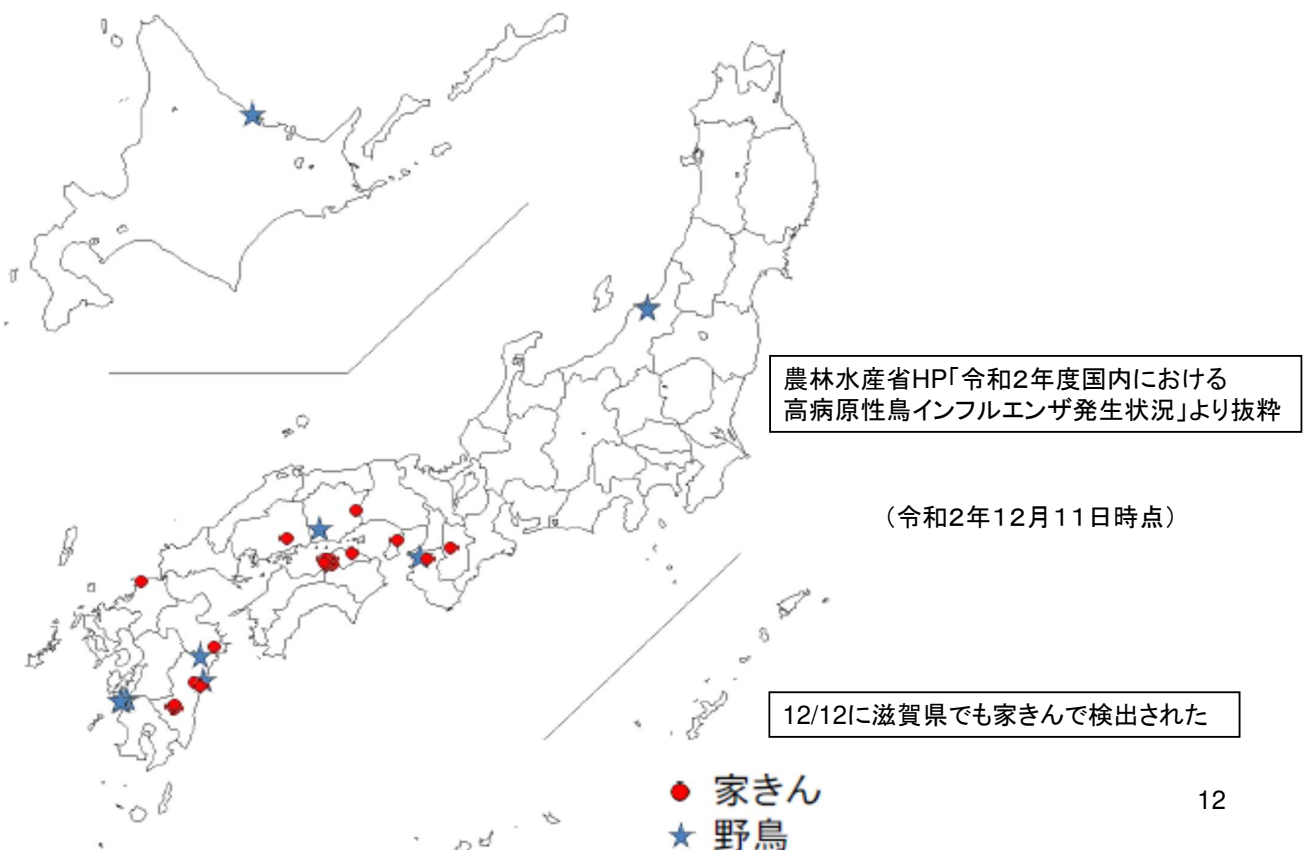 農林水産省HP「令和2年度国内における
高病原性鳥インフルエンザ発生状況」より抜粋
(令和2年12月11日時点)
12/12に滋賀県でも家きんで検出された
家きん
野鳥
12